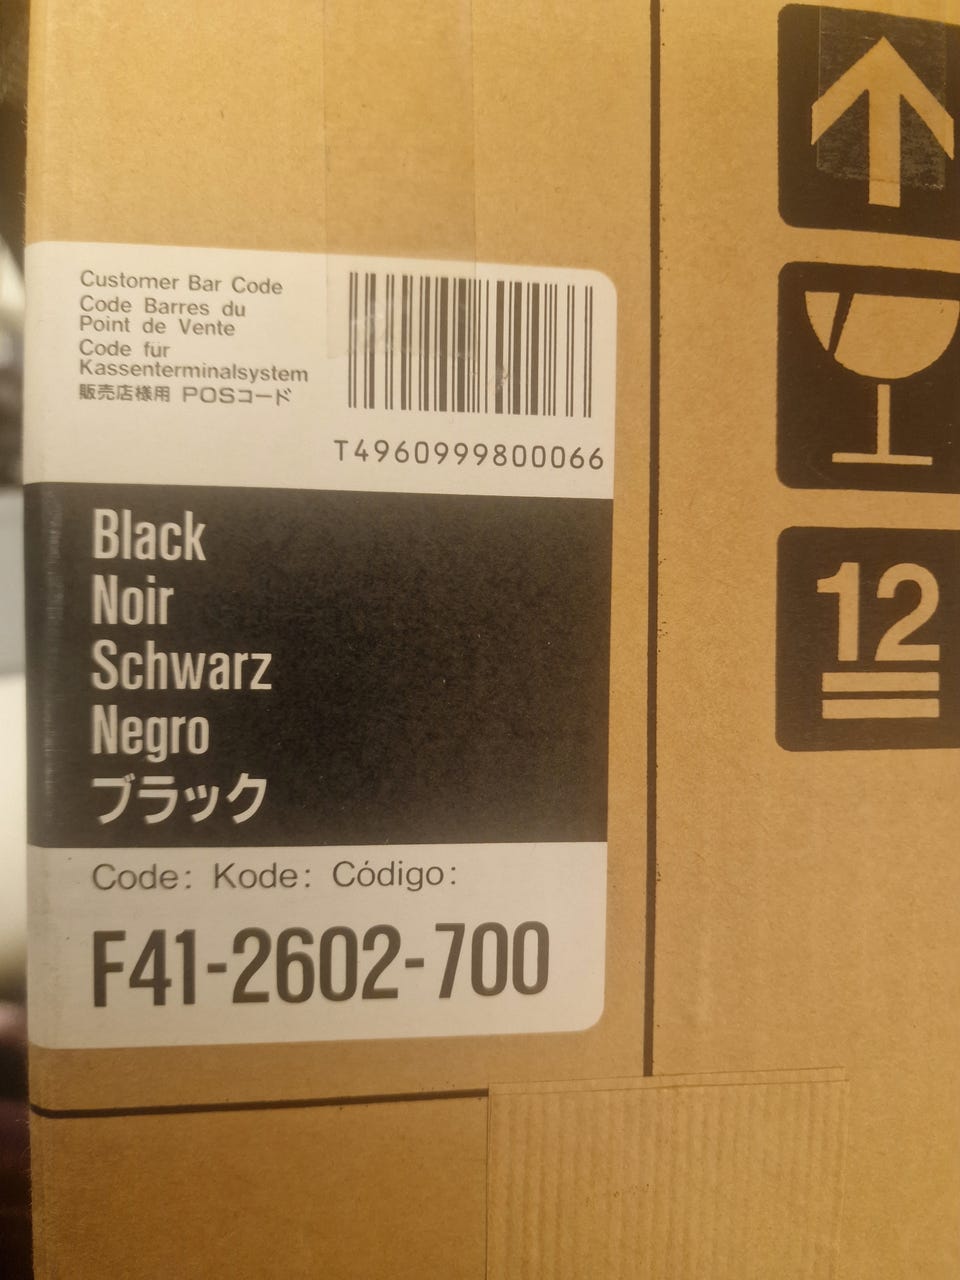 Customer Bar Code
Code Barres du
Point de Vente
Code für
Kassenterminalsystem
販売店様用 POSコード
T4960999800066
Black
Noir
Schwarz
Negro
ブラック
Code: Kode: Código:
F41-2602-700
12